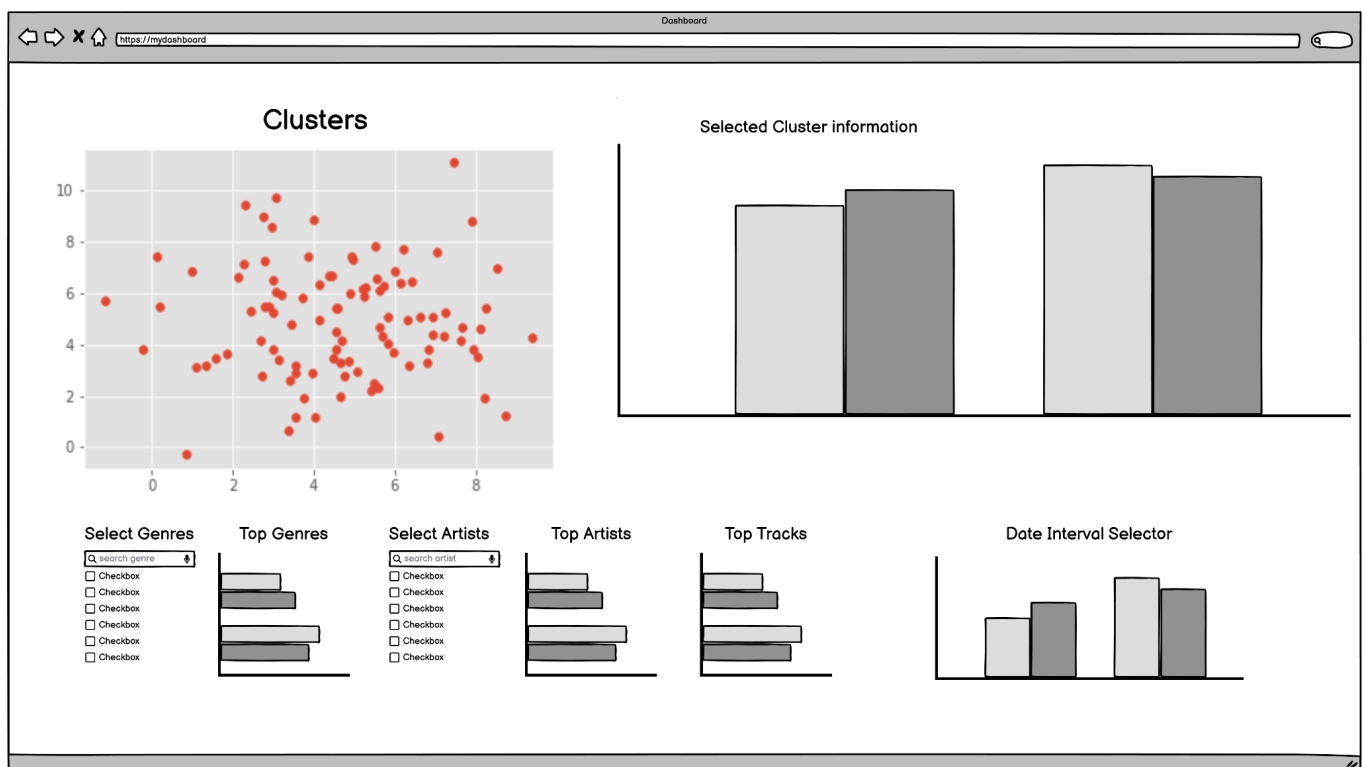 Dashboard
https://mydashboard
Clusters
10
8
6
4
2
0
0 2 4 6 8
Selected Cluster information
Select Genres
search genre
Checkbox
Checkbox
Checkbox
Checkbox
Checkbox
Checkbox
Top Genres
Select Artists
search artist
Checkbox
Checkbox
Checkbox
Checkbox
Checkbox
Checkbox
Top Artists
Top Tracks
Date Interval Selector